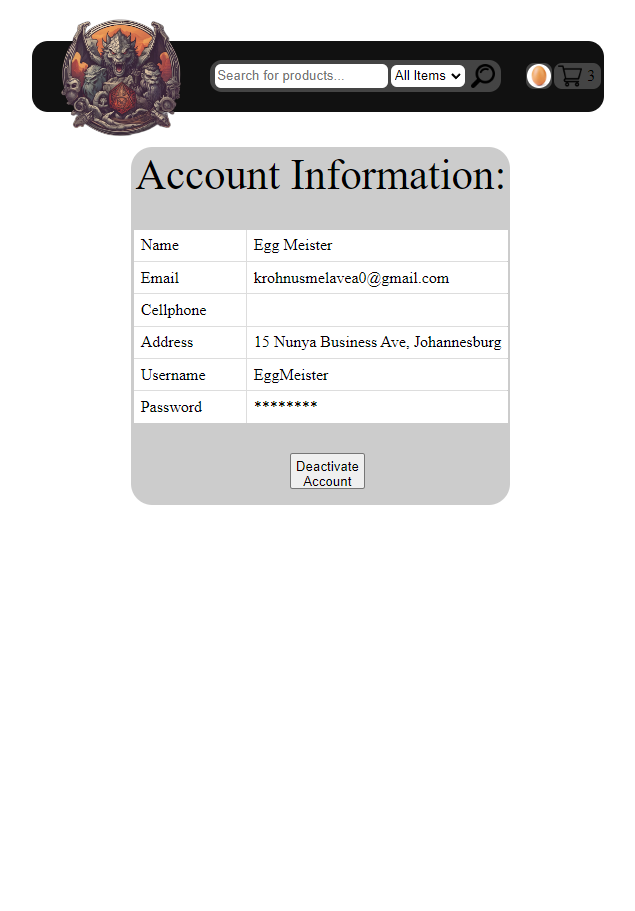 Search for products...
All Items
3
Account Information:
Name Egg Meister
Email krohnusmelavea0@gmail.com
Cellphone
Address 15 Nunya Business Ave, Johannesburg
Username EggMeister
Password ********
Deactivate
Account